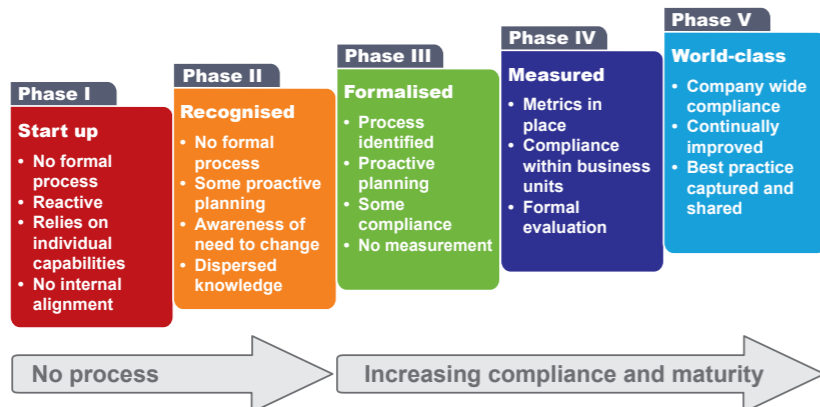 Phase I
Start up
• No formal
process
• Reactive
• Relies on
individual
capabilities
• No internal
alignment
Phase II
Recognised
• No formal
process
• Some proactive
planning
• Awareness of
need to change
• Dispersed
knowledge
Phase III
Formalised
• Process
identified
• Proactive
planning
• Some
compliance
• No measurement
Phase IV
Measured
• Metrics in
place
• Compliance
within business
units
• Formal
evaluation
Phase V
World-class
• Company wide
compliance
• Continually
improved
• Best practice
captured and
shared
No process
Increasing compliance and maturity